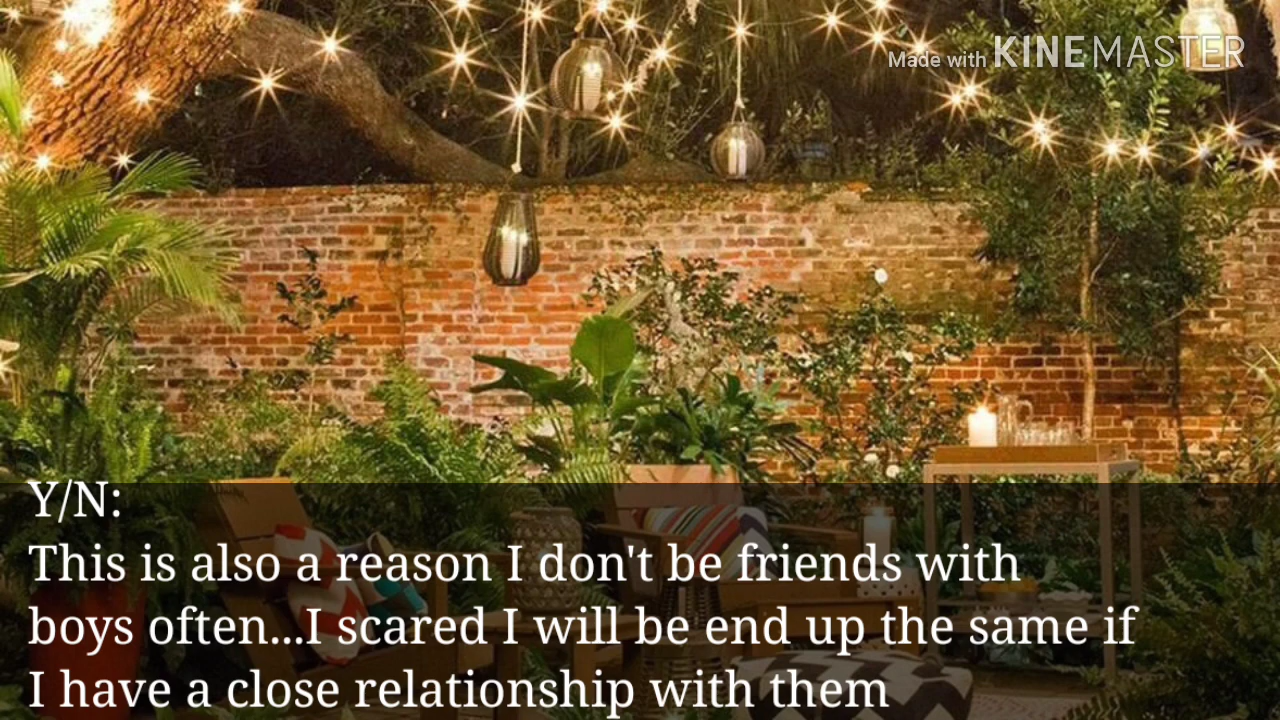 Made with KINEMASTER
Y/N:
This is also a reason I don't be friends with
boys often...I scared I will be end up the same if
I have a close relationship with them